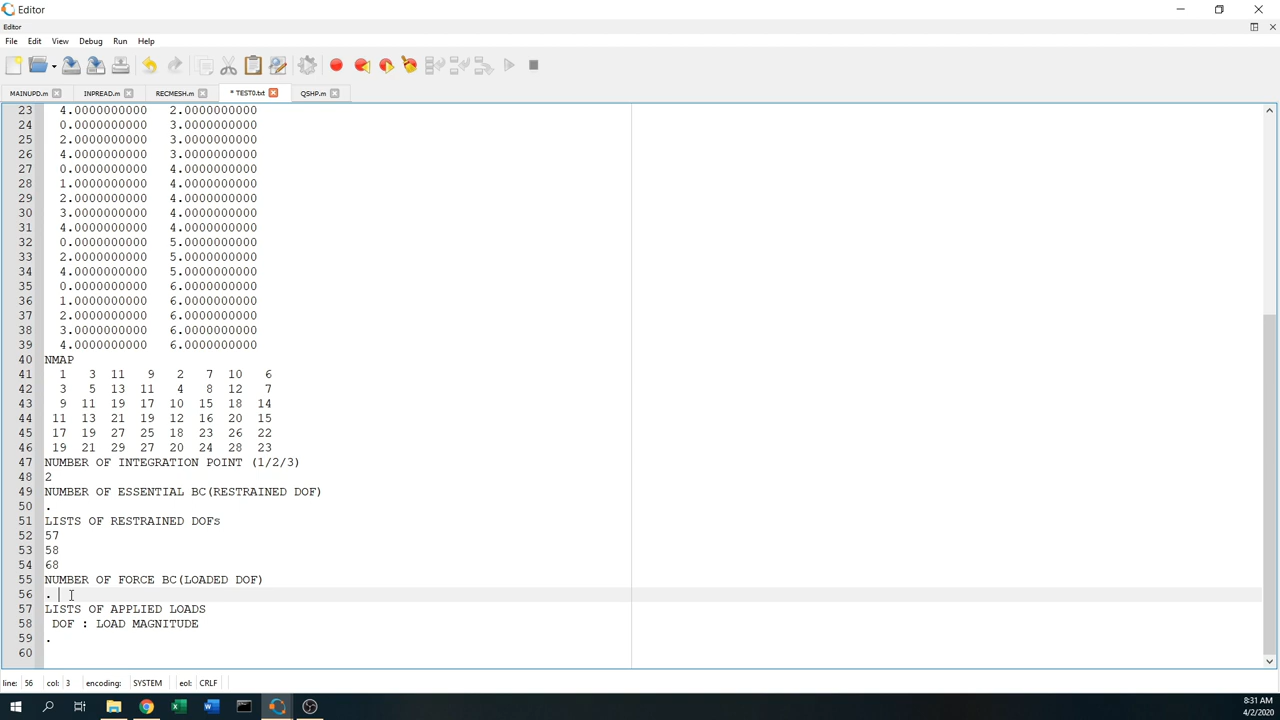 Editor
Editor
File Edit View Debug Run Help
MAINUPD.m INPREAD.m RECMESH.m * TEST0.txt QSHP.m
23 4.0000000000 2.0000000000
24 0.0000000000 3.0000000000
25 2.0000000000 3.0000000000
26 4.0000000000 3.0000000000
27 0.0000000000 4.0000000000
28 1.0000000000 4.0000000000
29 2.0000000000 4.0000000000
30 3.0000000000 4.0000000000
31 4.0000000000 4.0000000000
32 0.0000000000 5.0000000000
33 2.0000000000 5.0000000000
34 4.0000000000 5.0000000000
35 0.0000000000 6.0000000000
36 1.0000000000 6.0000000000
37 2.0000000000 6.0000000000
38 3.0000000000 6.0000000000
39 4.0000000000 6.0000000000
40 NMAP
41 1 3 11 9 2 7 10 6
42 3 5 13 11 4 8 12 7
43 9 11 19 17 10 15 18 14
44 11 13 21 19 12 16 20 15
45 17 19 27 25 18 23 26 22
46 19 21 29 27 20 24 28 23
47 NUMBER OF INTEGRATION POINT (1/2/3)
48 2
49 NUMBER OF ESSENTIAL BC(RESTRAINED DOF)
50 .
51 LISTS OF RESTRAINED DOFs
52 57
53 58
54 68
55 NUMBER OF FORCE BC(LOADED DOF)
56 .
57 LISTS OF APPLIED LOADS
58 DOF : LOAD MAGNITUDE
59 .
60
line: 56 col: 3 encoding: SYSTEM eol: CRLF
8:31 AM
4/2/2020